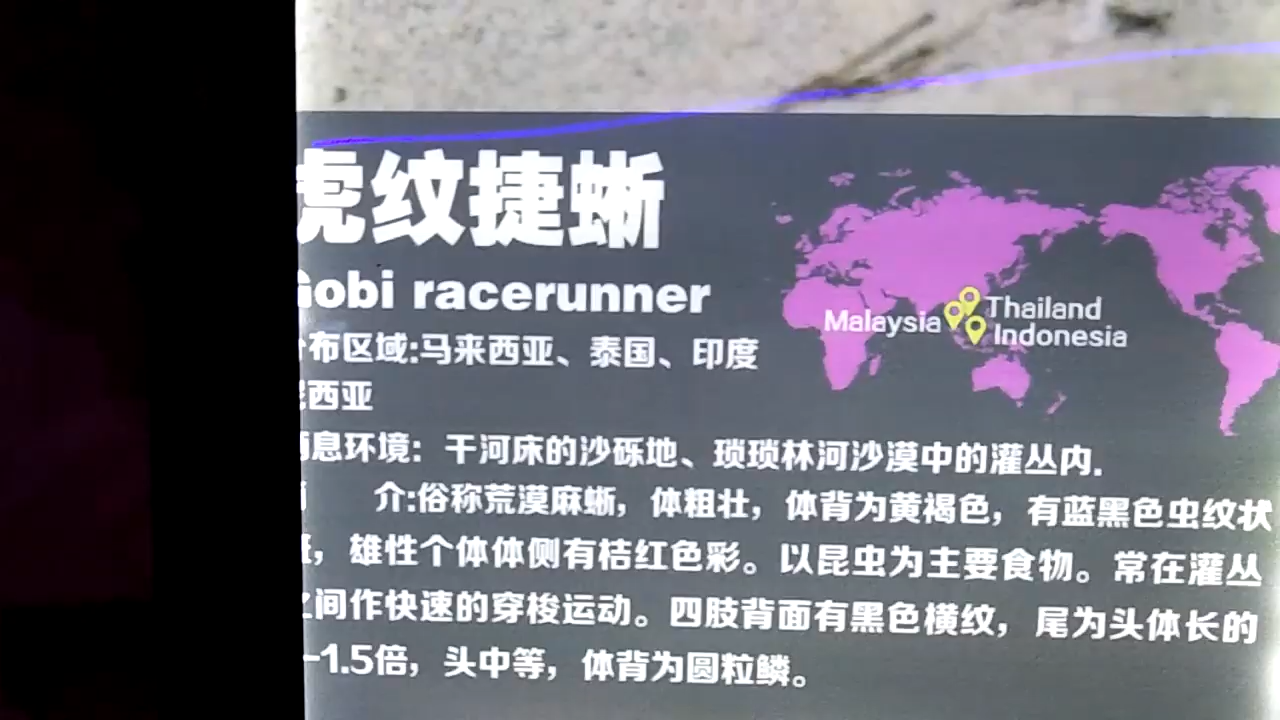 虎纹捷蜥
Gobi racerunner
Thailand
Malaysia
Indonesia
布区域:马来西亚、泰国、印度
西亚
息环境：干河床的沙砾地、琐琐林河沙漠中的灌丛内.
介:俗称荒漠麻蜥，体粗壮，体背为黄褐色，有蓝黑色虫纹状
，雄性个体体侧有桔红色彩。以昆虫为主要食物。常在灌丛
间作快速的穿梭运动。四肢背面有黑色横纹，尾为头体长的
-1.5倍，头中等，体背为圆粒鳞。